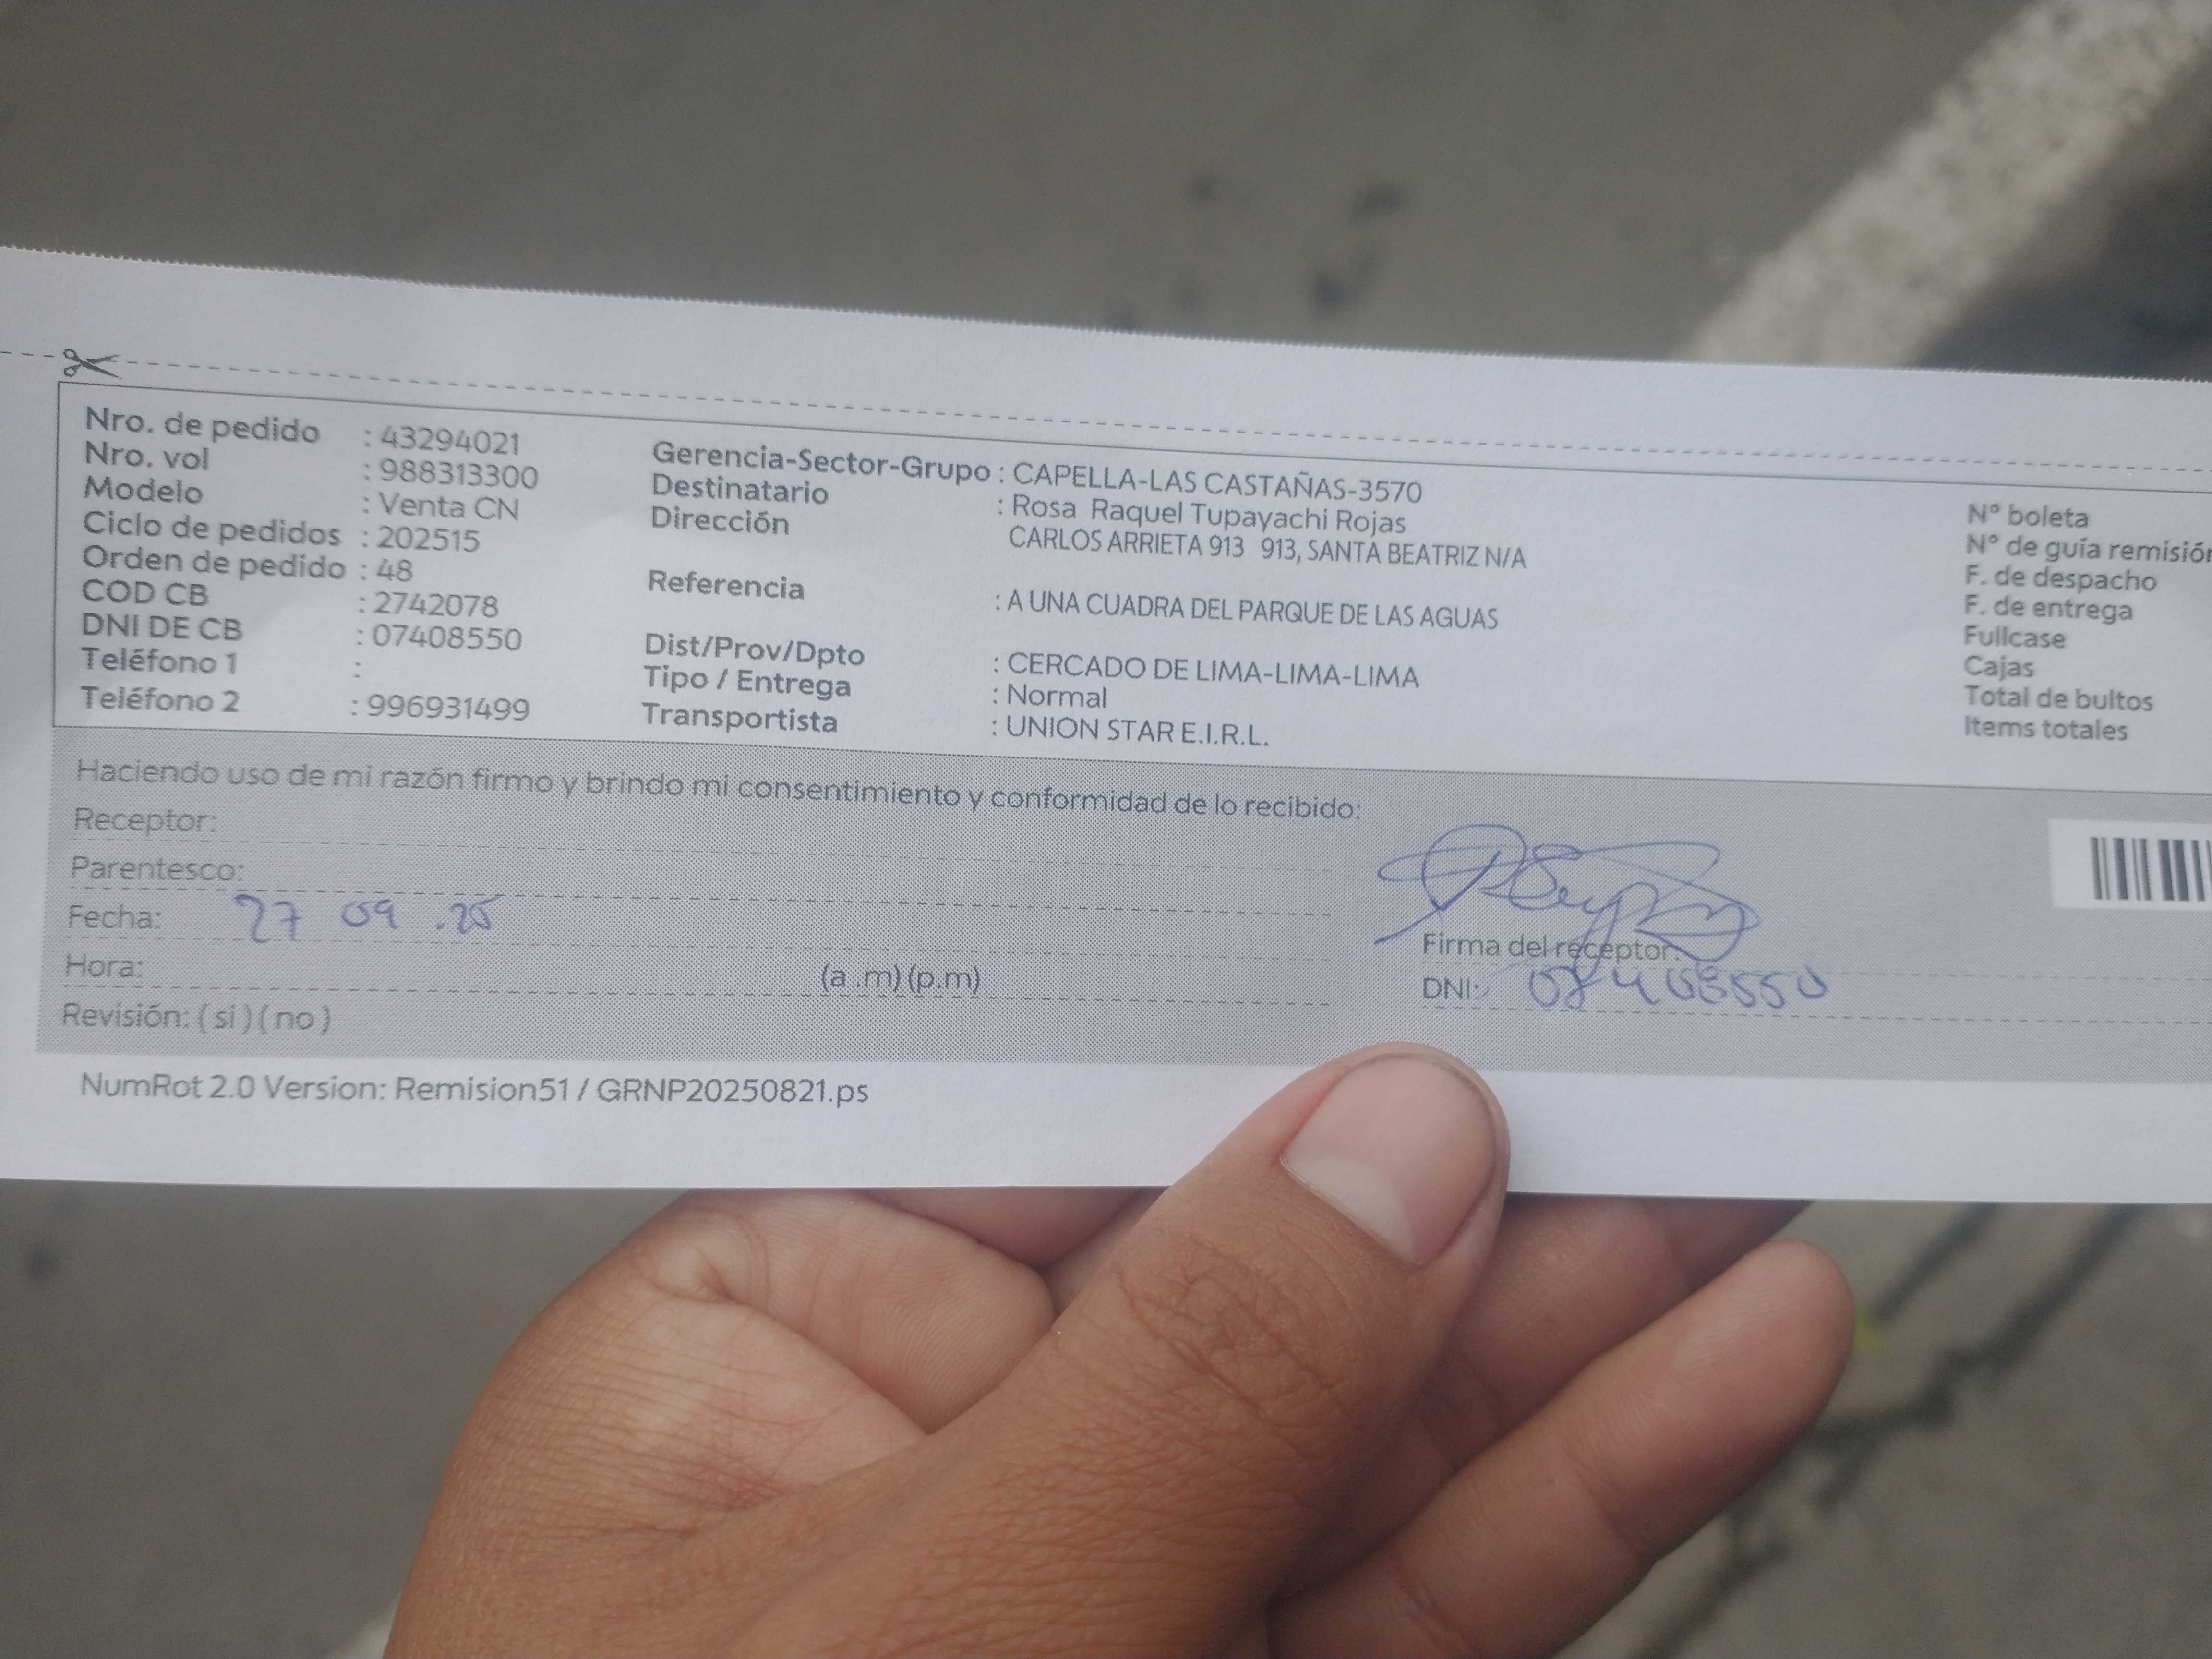 Nro. de pedido : 43294021
Nro. vol : 988313300
Modelo : Venta CN
Ciclo de pedidos : 202515
Orden de pedido : 48
COD CB : 2742078
DNI DE CB : 07408550
Teléfono 1 :
Teléfono 2 : 996931499
Gerencia-Sector-Grupo : CAPELLA-LAS CASTAÑAS-3570
Destinatario : Rosa Raquel Tupayachi Rojas
Dirección CARLOS ARRIETA 913 913, SANTA BEATRIZ N/A
Referencia : A UNA CUADRA DEL PARQUE DE LAS AGUAS
Dist/Prov/Dpto : CERCADO DE LIMA-LIMA-LIMA
Tipo / Entrega : Normal
Transportista : UNION STAR E.I.R.L.
N° boleta
N° de guía remisión
F. de despacho
F. de entrega
Fullcase
Cajas
Total de bultos
Items totales
Haciendo uso de mi razón firmo y brindo mi consentimiento y conformidad de lo recibido:
Receptor:
Parentesco:
Fecha: 27 09 .25
Hora: (a .m) (p.m)
Revisión: ( si ) ( no )
Firma del receptor:
DNI: 07408550
NumRot 2.0 Version: Remision51 / GRNP20250821.ps